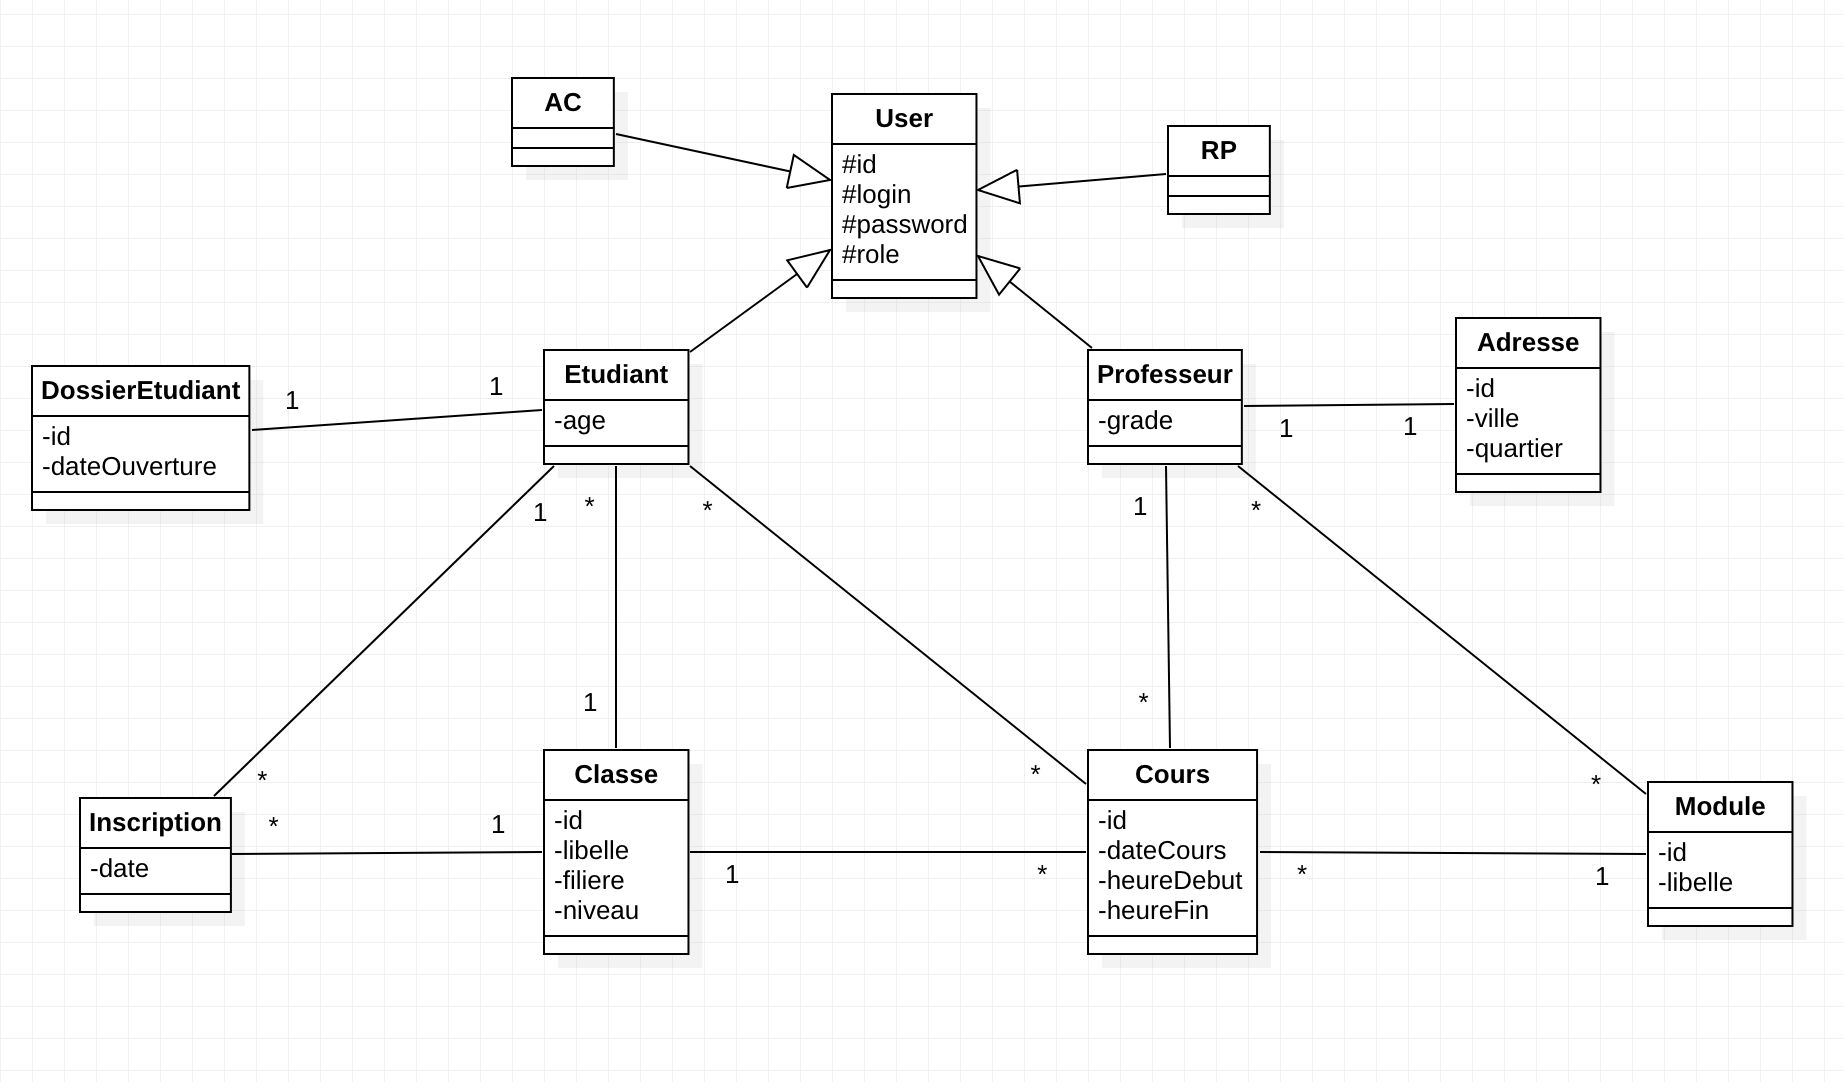 AC
User
#id
#login
#password
#role
RP
DossierEtudiant
-id
-dateOuverture
1
1
Etudiant
-age
Professeur
-grade
1
1
Adresse
-id
-ville
-quartier
1
*
*
1
*
1
*
*
*
*
Inscription
-date
*
1
Classe
-id
-libelle
-filiere
-niveau
1
*
Cours
-id
-dateCours
-heureDebut
-heureFin
*
1
Module
-id
-libelle